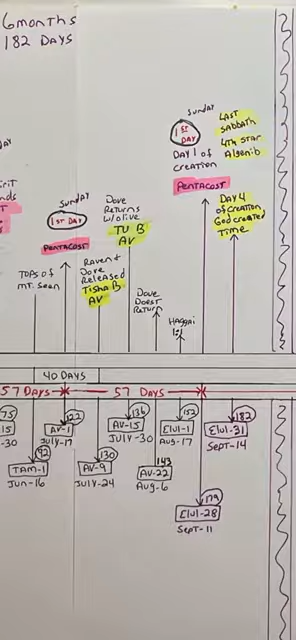 6 months
182 DAYS
Sunday
1ST
DAY
DAY 1 of
creation
PENTACOST
LAST
SABBATH
4TH STAR
Algenib
DAY 4
of creation
God created
Time
Sunday
1ST DAY
PENTACOST
Dove
Returns
w/olive
TU B
AV
Raven &
Dove
Released
Tisha B
AV
TOPS of
mT. seen
Dove
Doesnt
Return
Haggai
40 DAYS
57 DAYS
57 DAYS
75
15
-30
122
AV-1
July-17
136
AV-15
JULY-30
152
Elul-1
Aug-17
182
Elul-31
Sept-14
92
TAM-1
Jun-16
130
AV-9
July-24
143
AV-22
Aug-6
179
Elul-28
Sept-11